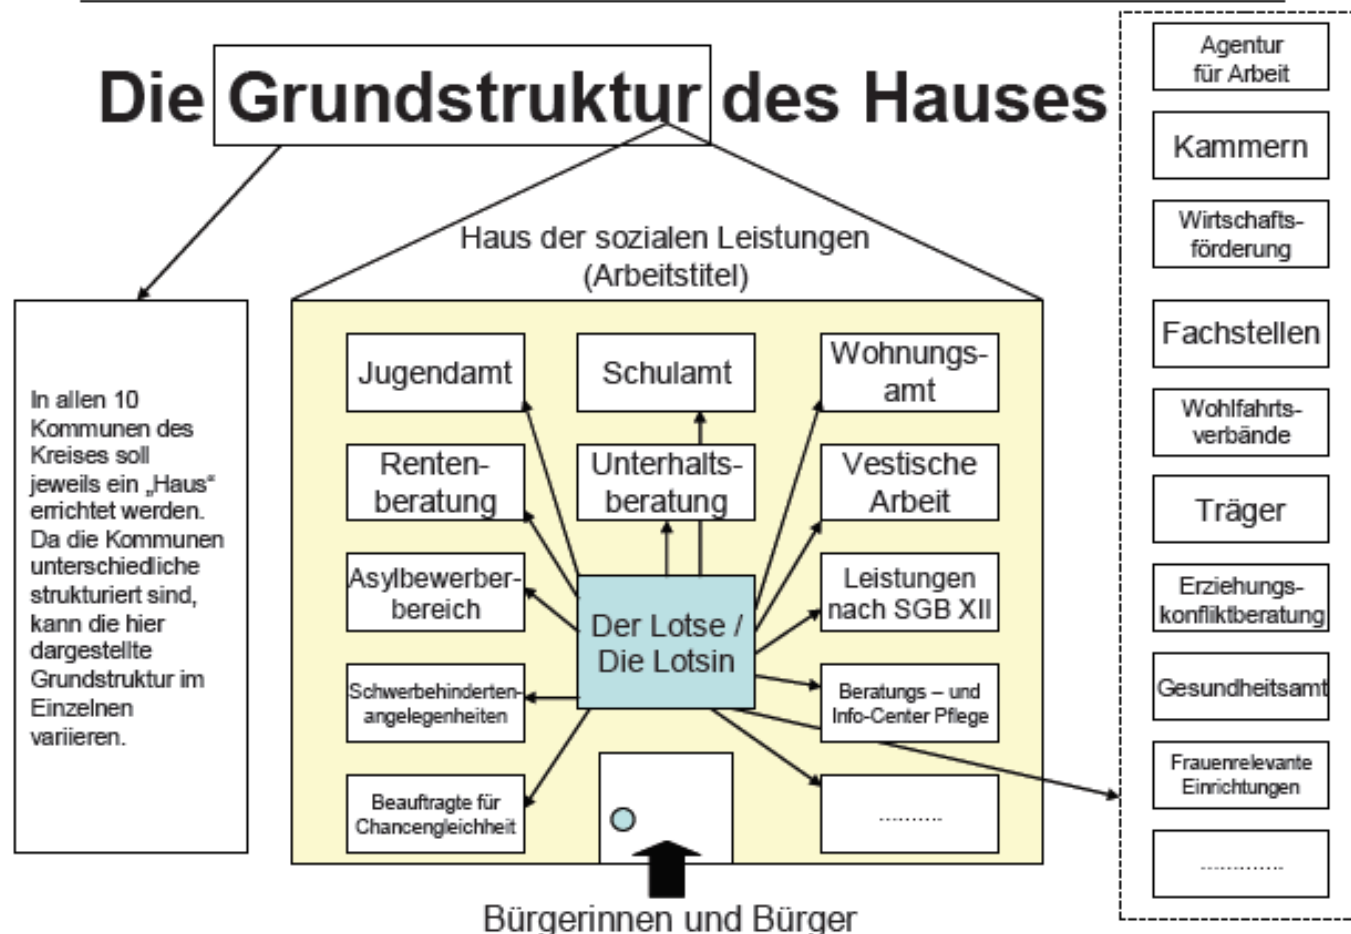 Die Grundstruktur des Hauses
In allen 10
Kommunen des
Kreises soll
jeweils ein „Haus“
errichtet werden.
Da die Kommunen
unterschiedliche
strukturiert sind,
kann die hier
dargestellte
Grundstruktur im
Einzelnen
variieren.
Haus der sozialen Leistungen
(Arbeitstitel)
Jugendamt
Schulamt
Wohnungs-
amt
Renten-
beratung
Unterhalts-
beratung
Vestische
Arbeit
Asylbewerber-
bereich
Der Lotse /
Die Lotsin
Leistungen
nach SGB XII
Schwerbehinderten-
angelegenheiten
Beratungs – und
Info-Center Pflege
Beauftragte für
Chancengleichheit
..........
Bürgerinnen und Bürger
Agentur
für Arbeit
Kammern
Wirtschafts-
förderung
Fachstellen
Wohlfahrts-
verbände
Träger
Erziehungs-
konfliktberatung
Gesundheitsamt
Frauenrelevante
Einrichtungen
.............